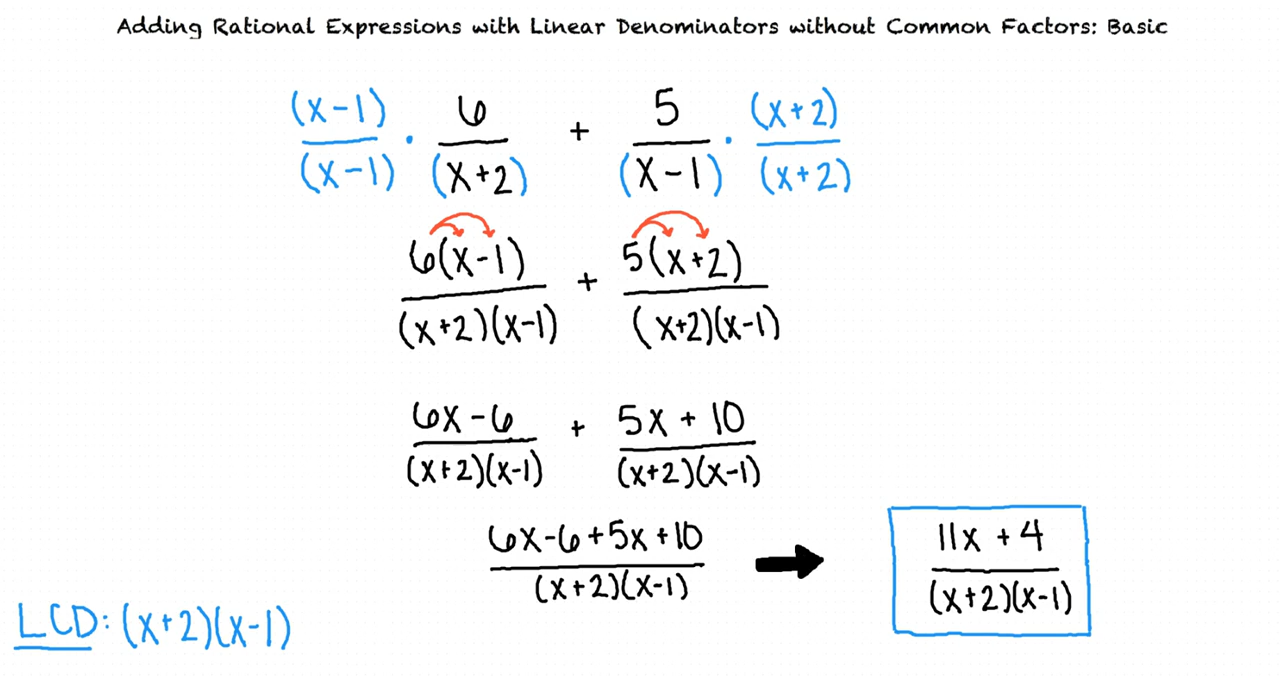 Adding Rational Expressions with Linear Denominators without Common Factors: Basic
(x-1)/(x-1) · 6/(x+2) + 5/(x-1) · (x+2)/(x+2)
6(x-1)/(x+2)(x-1) + 5(x+2)/(x+2)(x-1)
6x-6/(x+2)(x-1) + 5x+10/(x+2)(x-1)
6x-6+5x+10/(x+2)(x-1) ➡ 11x+4/(x+2)(x-1)
LCD: (x+2)(x-1)